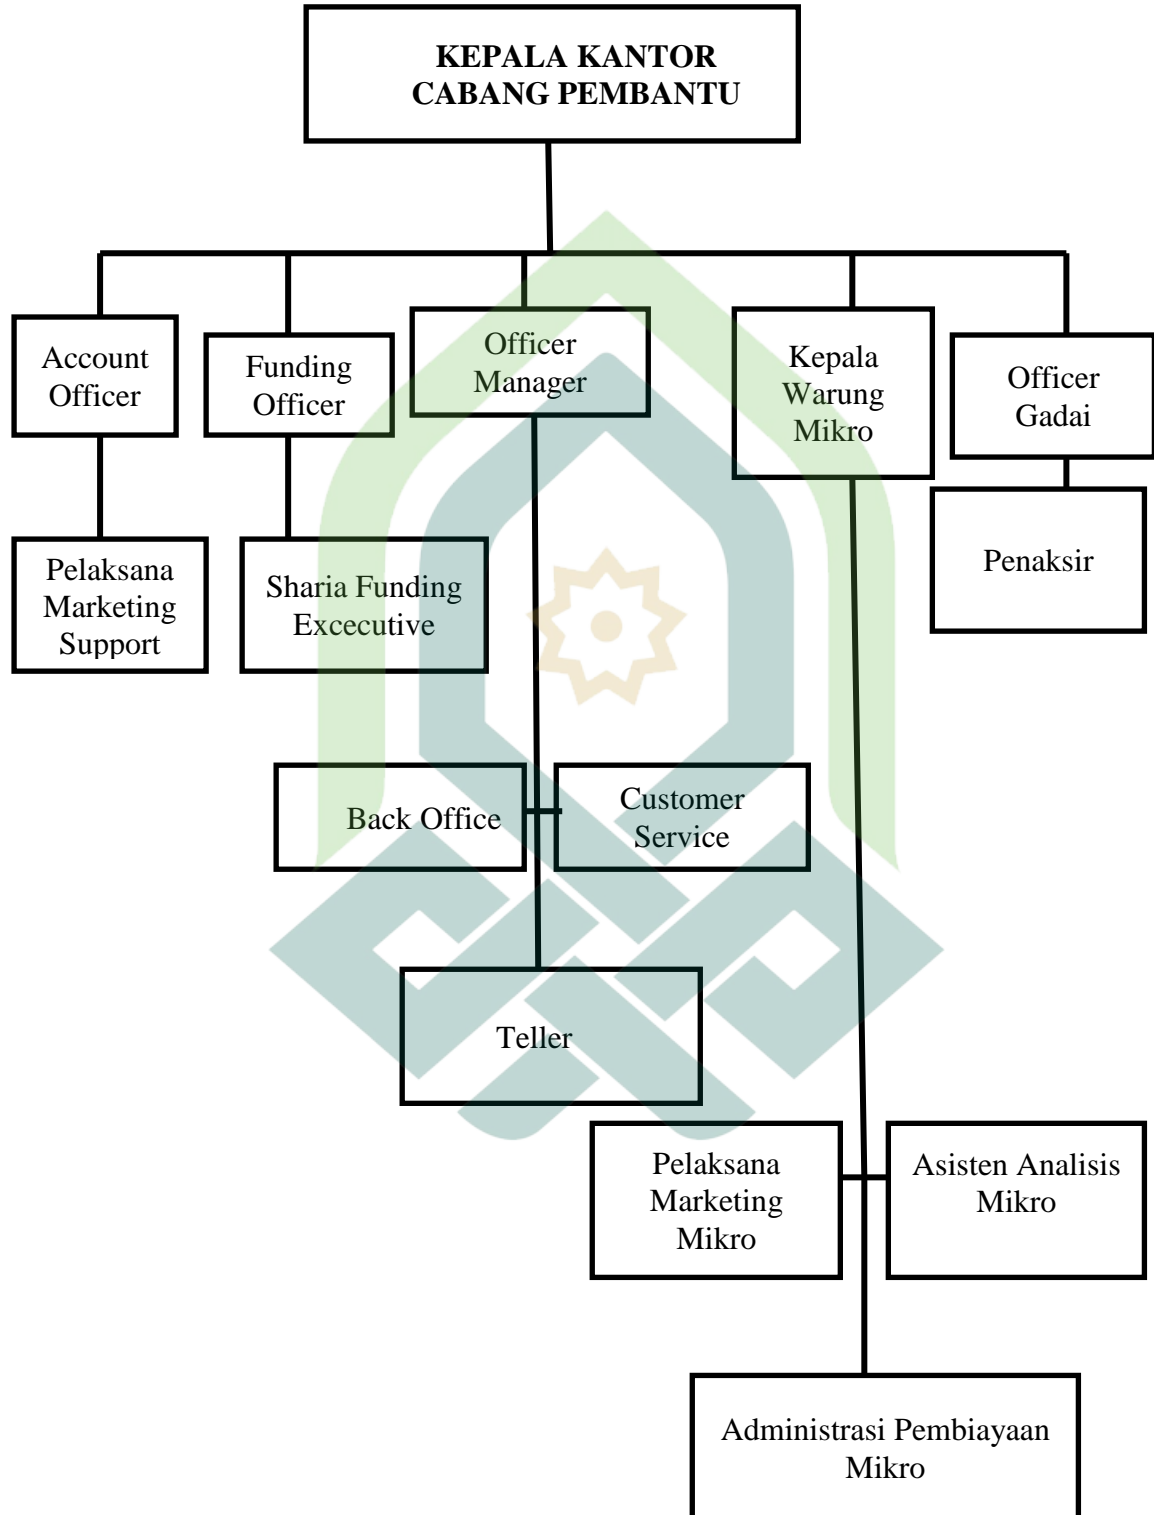 KEPALA KANTOR
CABANG PEMBANTU
Account
Officer
Funding
Officer
Officer
Manager
Kepala
Warung
Mikro
Officer
Gadai
Pelaksana
Marketing
Support
Sharia Funding
Excecutive
Penaksir
Back Office
Customer
Service
Teller
Pelaksana
Marketing
Mikro
Asisten Analisis
Mikro
Administrasi Pembiayaan
Mikro